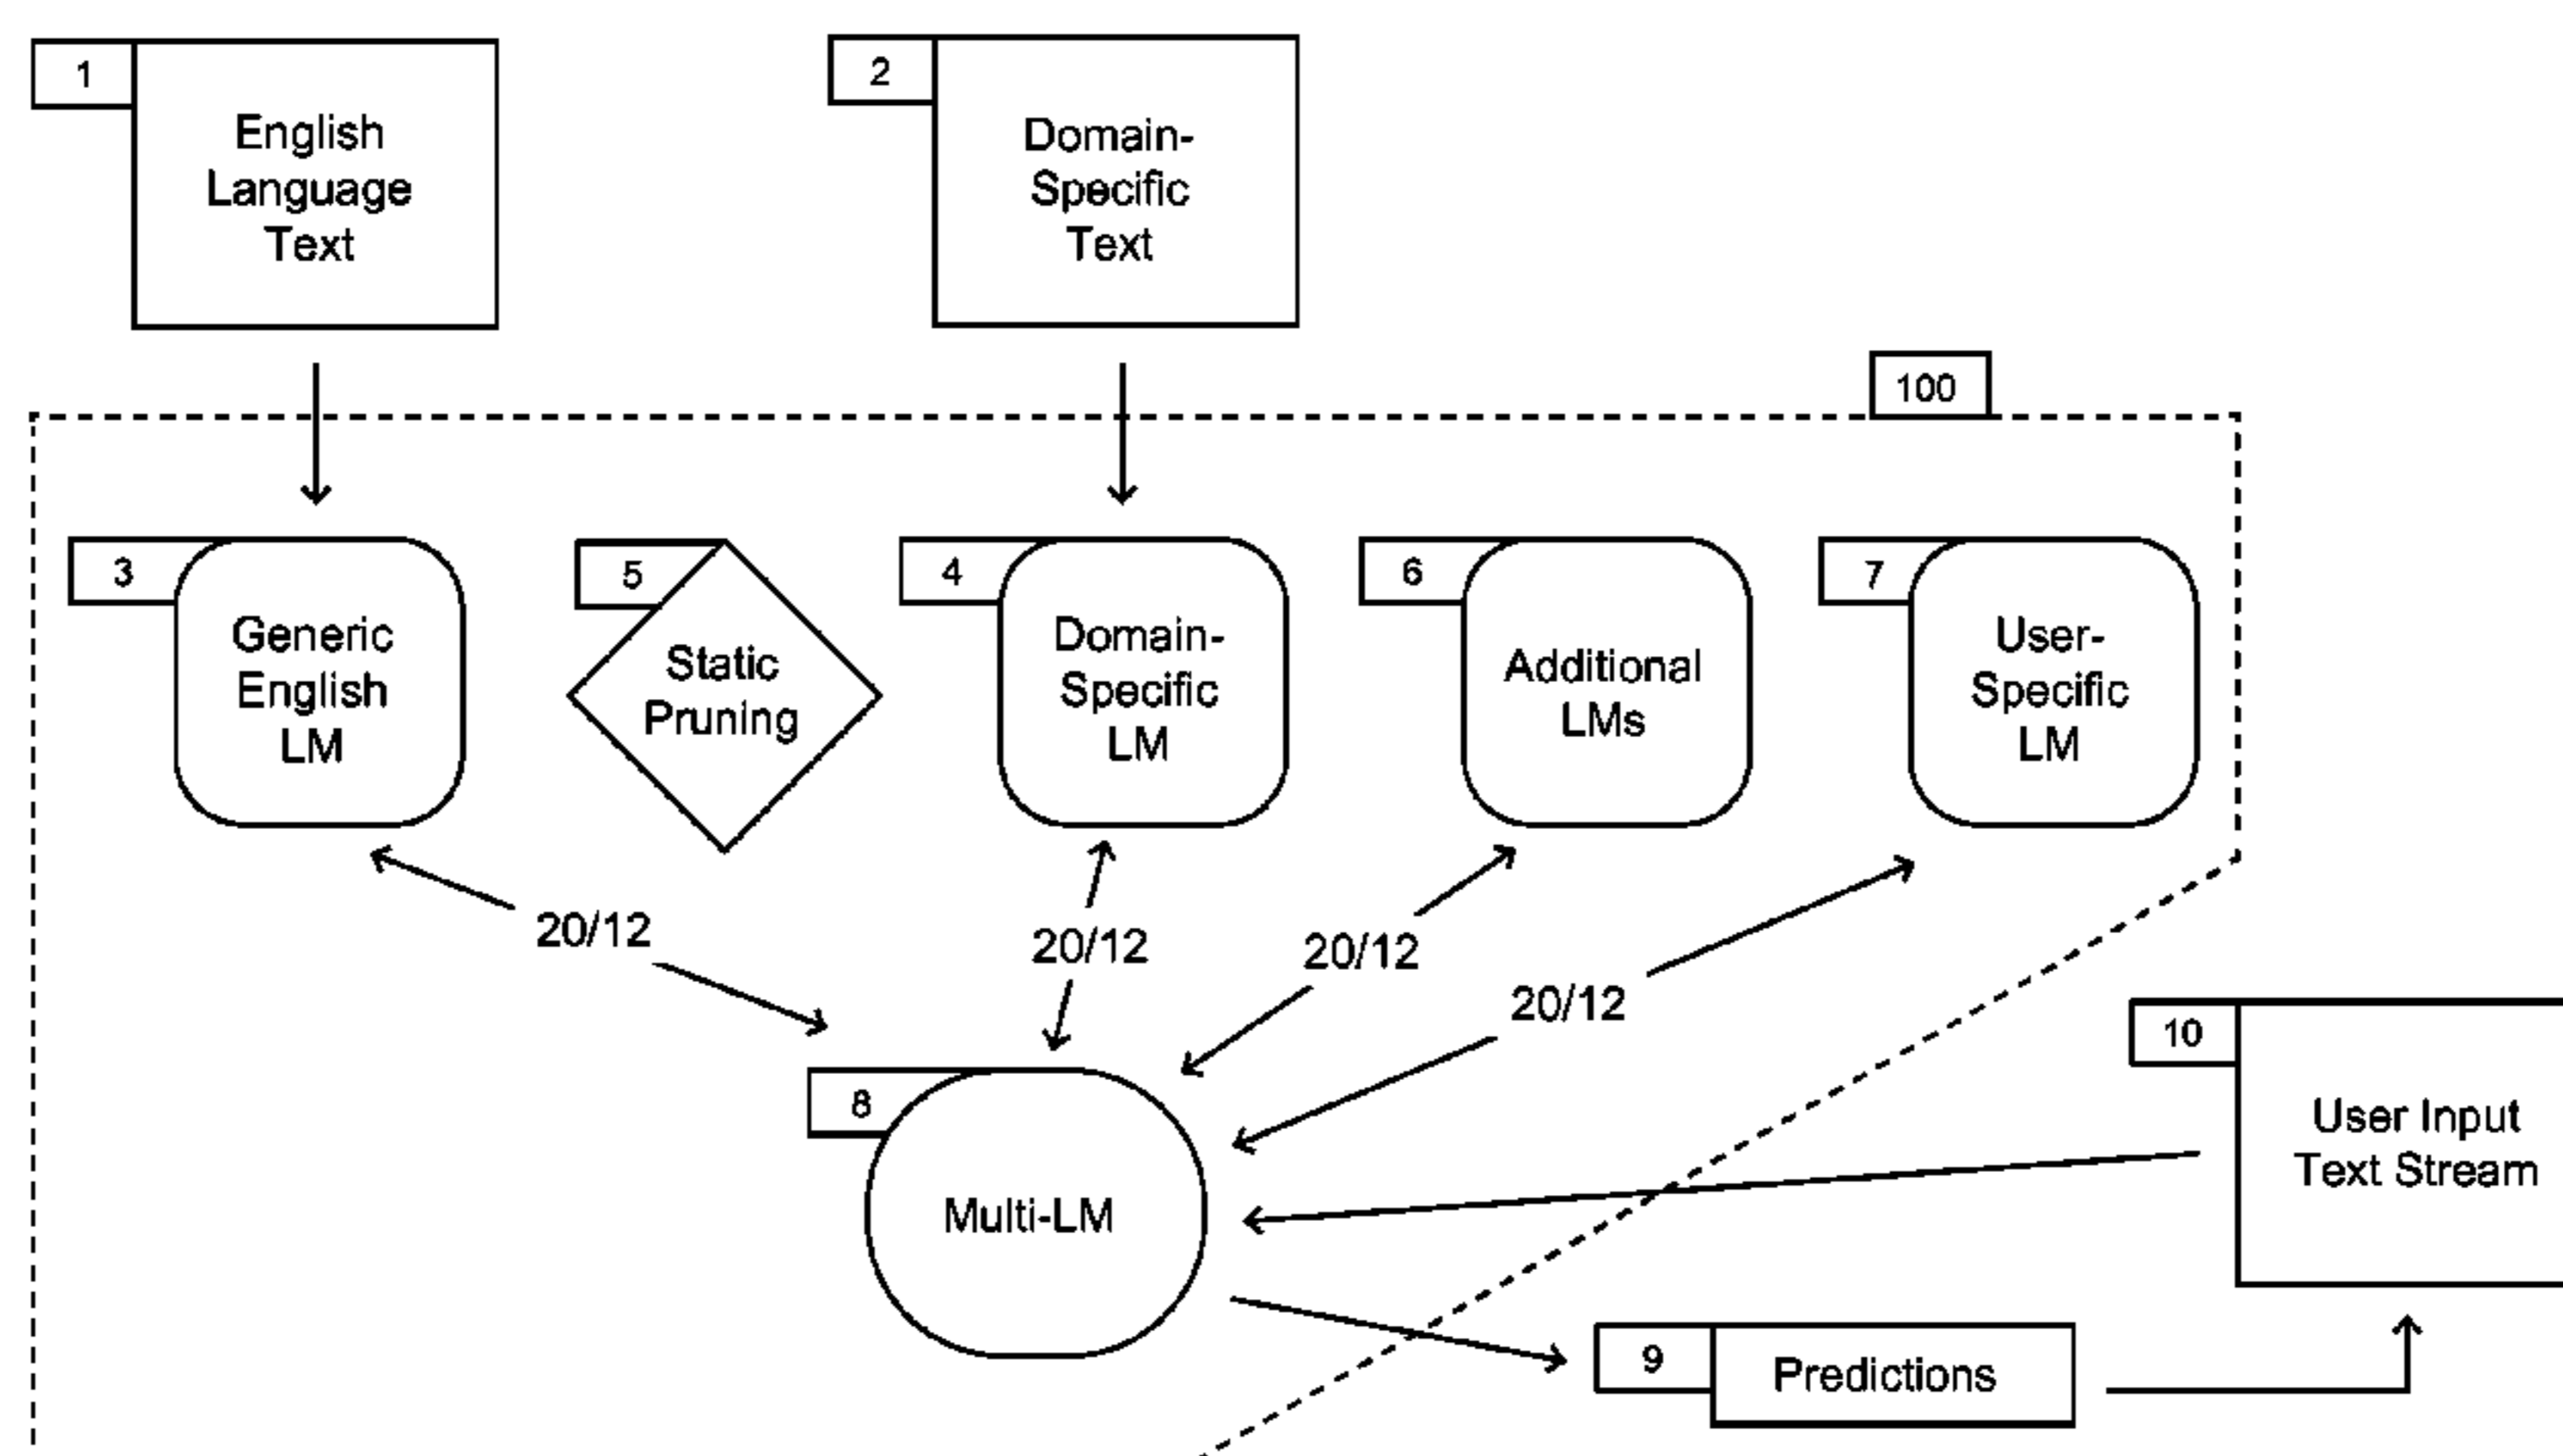 1
English
Language
Text
2
Domain-
Specific
Text
100
3
Generic
English
LM
5
Static
Pruning
4
Domain-
Specific
LM
6
Additional
LMs
7
User-
Specific
LM
20/12
20/12
20/12
20/12
8
Multi-LM
10
User Input
Text Stream
9
Predictions